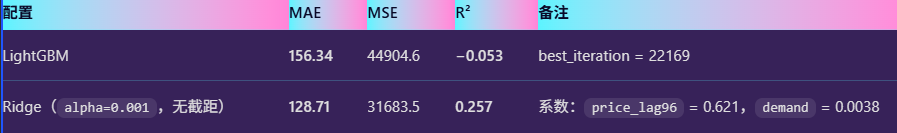 配置 MAE MSE R² 备注
LightGBM 156.34 44904.6 −0.053 best_iteration = 22169
Ridge（alpha=0.001，无截距） 128.71 31683.5 0.257 系数：price_lag96 = 0.621，demand = 0.0038